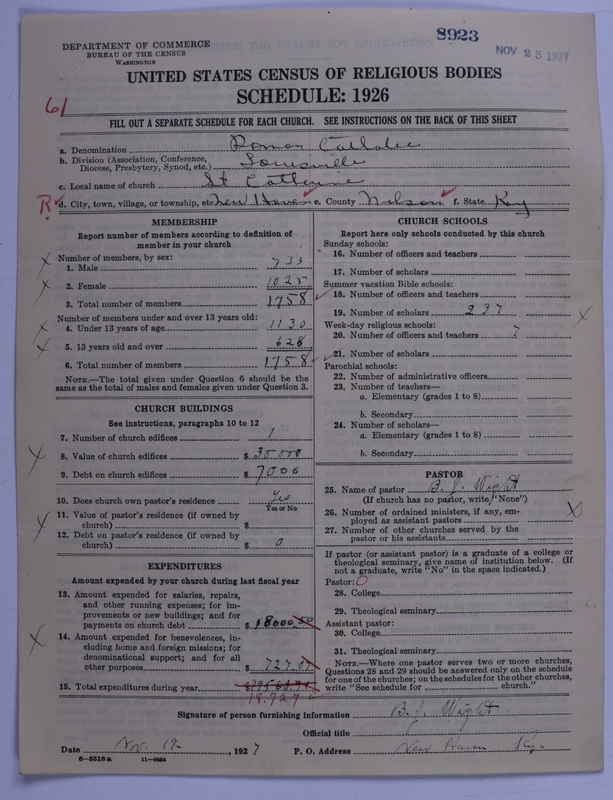 8923
NOV 25 1927
DEPARTMENT OF COMMERCE
BUREAU OF THE CENSUS
WASHINGTON
UNITED STATES CENSUS OF RELIGIOUS BODIES
SCHEDULE: 1926
61
FILL OUT A SEPARATE SCHEDULE FOR EACH CHURCH. SEE INSTRUCTIONS ON THE BACK OF THIS SHEET
a. Denomination Roman Catholic
b. Division (Association, Conference,
Diocese, Presbytery, Synod, etc.) Louisville
c. Local name of church St Catherine
R d. City, town, village, or township, etc. New Haven e. County Nelson f. State Ky
MEMBERSHIP
Report number of members according to definition of
member in your church
Number of members, by sex:
1. Male 733
2. Female 1025
3. Total number of members 1758
Number of members under and over 13 years old:
4. Under 13 years of age 1130
5. 13 years old and over 628
6. Total number of members 1758
NOTE.—The total given under Question 6 should be the
same as the total of males and females given under Question 3.
CHURCH BUILDINGS
See instructions, paragraphs 10 to 12
7. Number of church edifices 1
8. Value of church edifices $ 35000
9. Debt on church edifices $ 7000
10. Does church own pastor's residence Yes
Yes or No
11. Value of pastor's residence (if owned by
church) $
12. Debt on pastor's residence (if owned by
church) $ 0
EXPENDITURES
Amount expended by your church during last fiscal year
13. Amount expended for salaries, repairs,
and other running expenses; for im-
provements or new buildings; and for
payments on church debt $ 18000
14. Amount expended for benevolences, in-
cluding home and foreign missions; for
denominational support; and for all
other purposes $ 727.07
15. Total expenditures during year $
18,727
CHURCH SCHOOLS
Report here only schools conducted by this church
Sunday schools:
16. Number of officers and teachers
17. Number of scholars
Summer vacation Bible schools:
18. Number of officers and teachers
19. Number of scholars 237
Week-day religious schools:
20. Number of officers and teachers 7
21. Number of scholars
Parochial schools:
22. Number of administrative officers
23. Number of teachers—
a. Elementary (grades 1 to 8)
b. Secondary
24. Number of scholars—
a. Elementary (grades 1 to 8)
b. Secondary
PASTOR
25. Name of pastor B. J. Wight
(If church has no pastor, write "None")
26. Number of ordained ministers, if any, em-
ployed as assistant pastors
27. Number of other churches served by the
pastor or his assistants
If pastor (or assistant pastor) is a graduate of a college or
theological seminary, give name of institution below. (If
not a graduate, write "No" in the space indicated.)
Pastor: O
28. College
29. Theological seminary
Assistant pastor:
30. College
31. Theological seminary
NOTE.—Where one pastor serves two or more churches,
Questions 28 and 29 should be answered only on the schedule
for one of the churches; on the schedules for the other churches,
write "See schedule for church."
Signature of person furnishing information B. J. Wight
Official title
Date Nov. 19, 1927 P. O. Address New Haven Ky.
8—5518a 11—9054